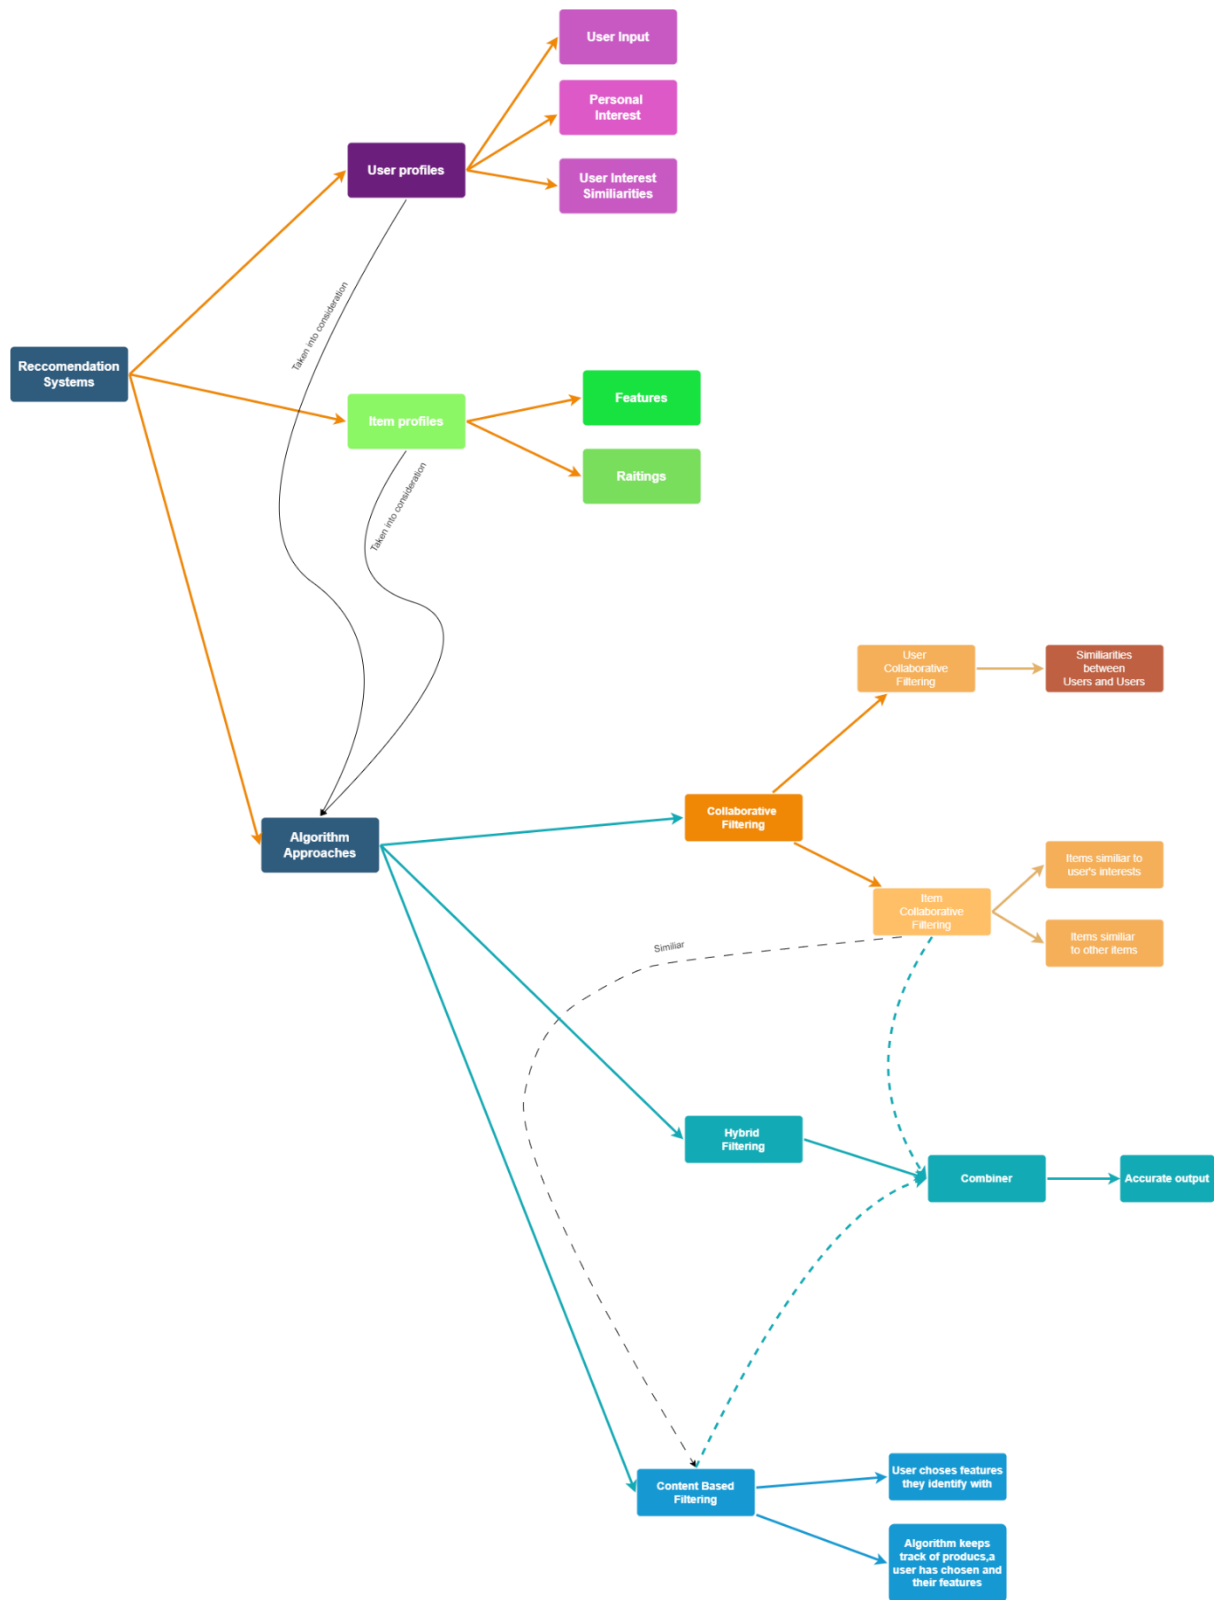 User Input
Personal
Interest
User profiles
User Interest
Similiarities
Taken into consideration
Reccomendation
Systems
Features
Item profiles
Raitings
Taken into consideration
User
Collaborative
Filtering
Similiarities
between
Users and Users
Collaborative
Filtering
Algorithm
Approaches
Items similiar to
user's interests
Item
Collaborative
Filtering
Items similiar
to other items
Similiar
Hybrid
Filtering
Combiner
Accurate output
Content Based
Filtering
User choses features
they identify with
Algorithm keeps
track of producs,a
user has chosen and
their features